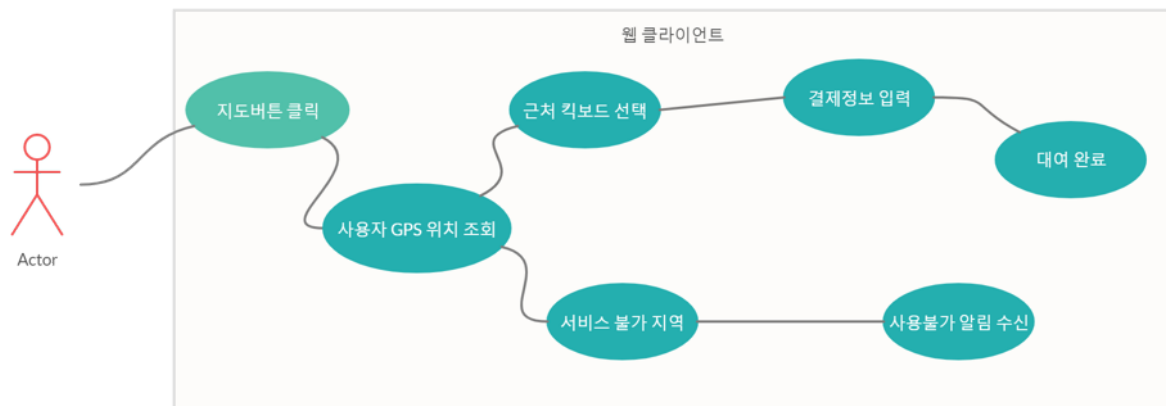 웹 클라이언트
지도버튼 클릭
근처 킥보드 선택
결제정보 입력
대여 완료
사용자 GPS 위치 조회
Actor
서비스 불가 지역
사용불가 알림 수신